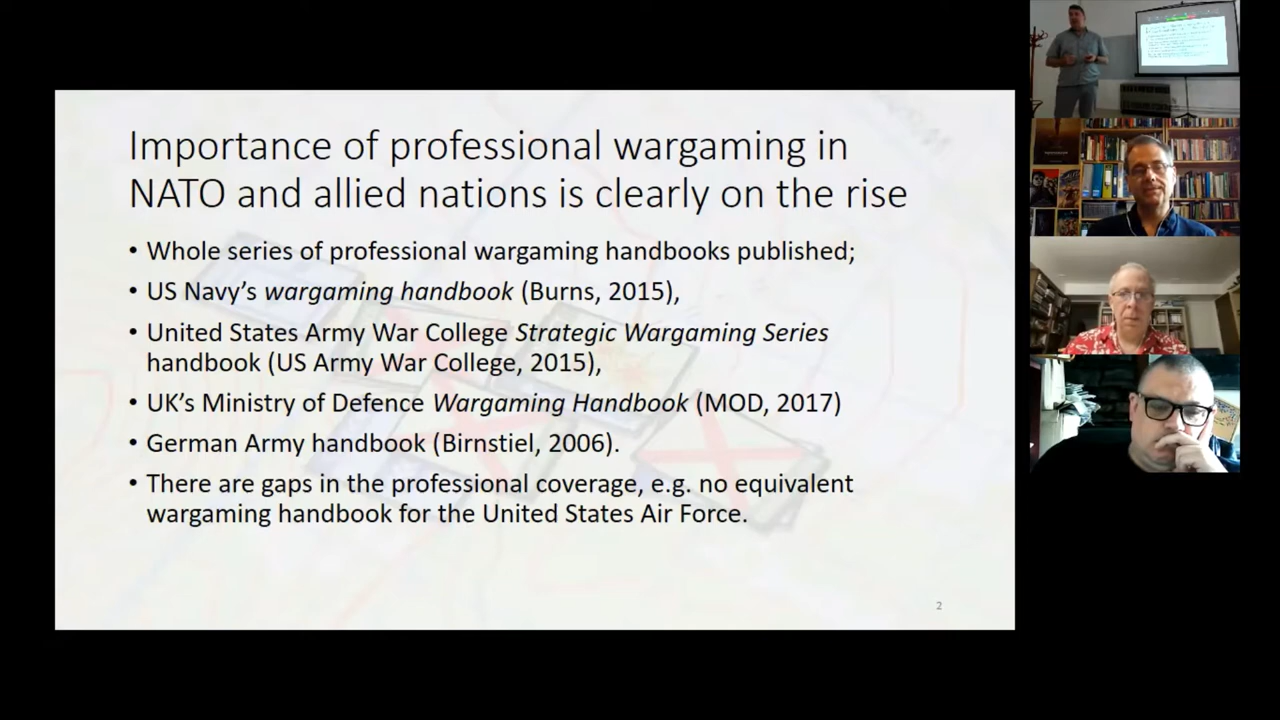 Importance of professional wargaming in
NATO and allied nations is clearly on the rise
• Whole series of professional wargaming handbooks published;
• US Navy's wargaming handbook (Burns, 2015),
• United States Army War College Strategic Wargaming Series
handbook (US Army War College, 2015),
• UK's Ministry of Defence Wargaming Handbook (MOD, 2017)
• German Army handbook (Birnstiel, 2006).
• There are gaps in the professional coverage, e.g. no equivalent
wargaming handbook for the United States Air Force.
2